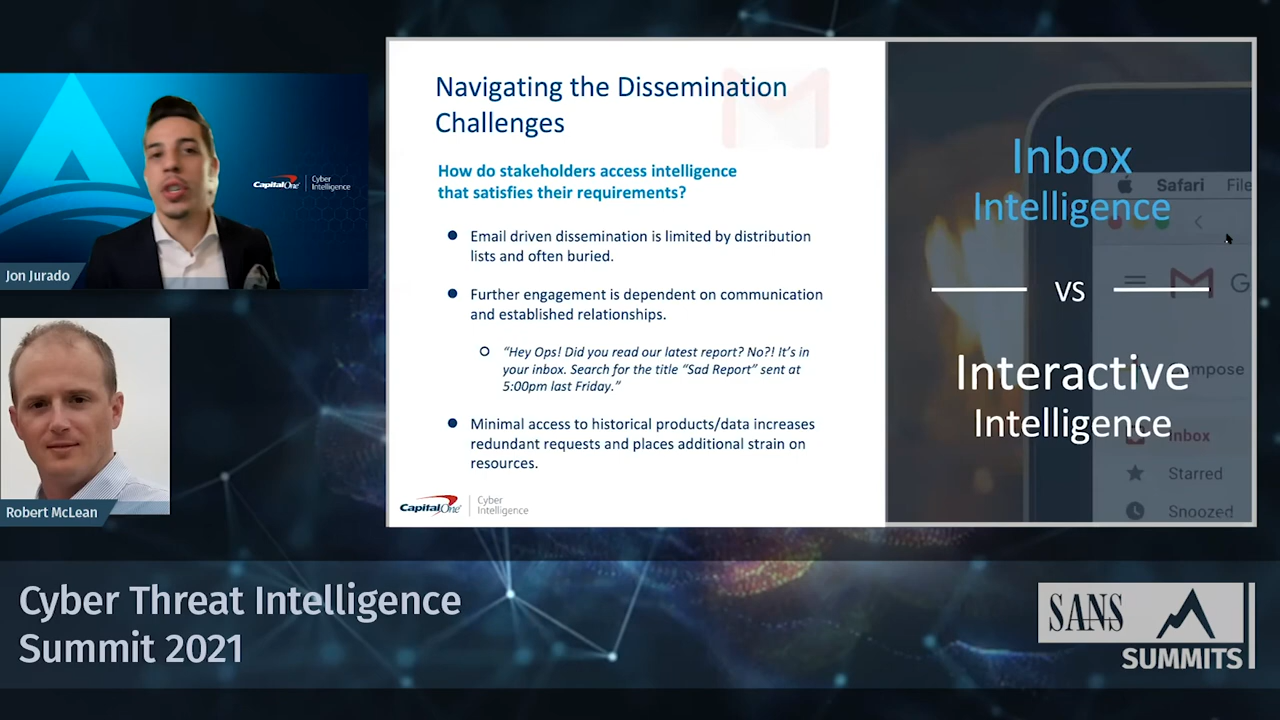 CapitalOne
Cyber
Intelligence
Jon Jurado
Robert McLean
Navigating the Dissemination
Challenges
How do stakeholders access intelligence
that satisfies their requirements?
Email driven dissemination is limited by distribution
lists and often buried.
Further engagement is dependent on communication
and established relationships.
“Hey Ops! Did you read our latest report? No?! It’s in
your inbox. Search for the title “Sad Report” sent at
5:00pm last Friday.”
Minimal access to historical products/data increases
redundant requests and places additional strain on
resources.
CapitalOne
Cyber
Intelligence
Inbox
Intelligence
VS
Interactive
Intelligence
Safari File
G
mpose
Inbox
Starred
Snoozed
Cyber Threat Intelligence
Summit 2021
SANS
SUMMITS